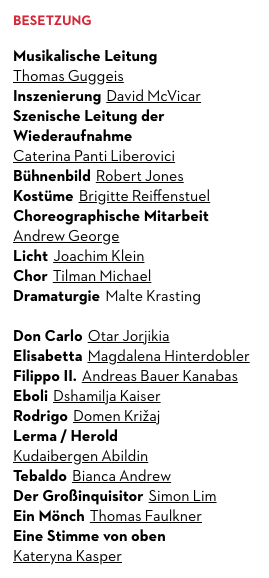 BESETZUNG
Musikalische Leitung
Thomas Guggeis
Inszenierung David McVicar
Szenische Leitung der
Wiederaufnahme
Caterina Panti Liberovici
Bühnenbild Robert Jones
Kostüme Brigitte Reiffenstuel
Choreographische Mitarbeit
Andrew George
Licht Joachim Klein
Chor Tilman Michael
Dramaturgie Malte Krasting
Don Carlo Otar Jorjikia
Elisabetta Magdalena Hinterdobler
Filippo II. Andreas Bauer Kanabas
Eboli Dshamilja Kaiser
Rodrigo Domen Križaj
Lerma / Herold
Kudaibergen Abildin
Tebaldo Bianca Andrew
Der Großinquisitor Simon Lim
Ein Mönch Thomas Faulkner
Eine Stimme von oben
Kateryna Kasper